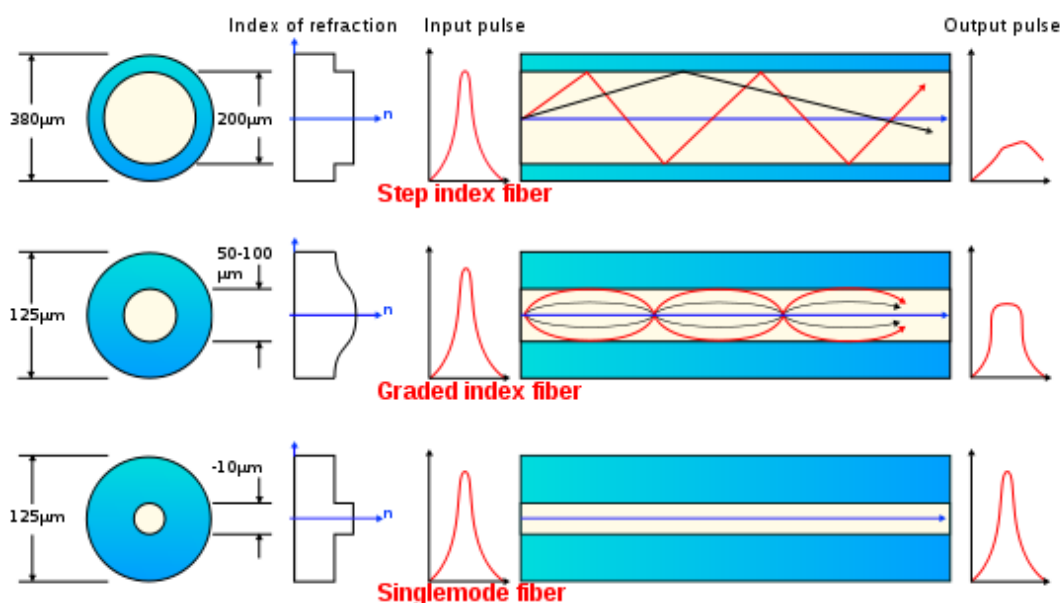 Index of refraction Input pulse Output pulse
380µm 200µm n
Step index fiber
50-100
µm
125µm n
Graded index fiber
-10µm
125µm n
Singlemode fiber